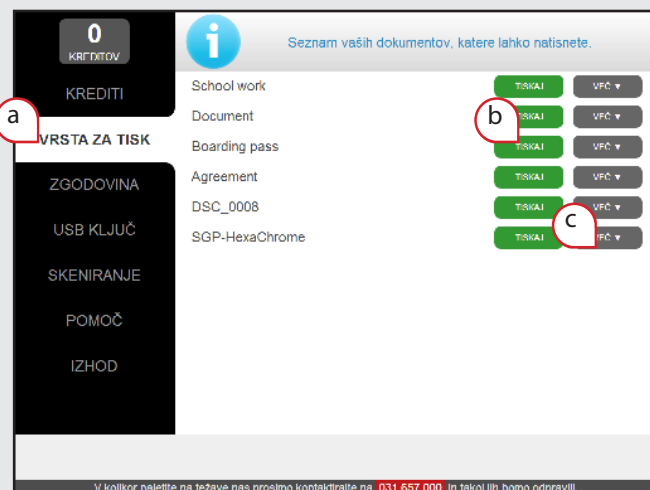 0
KREDITOV
Seznam vaših dokumentov, katere lahko natisnete.
KREDITI
a
VRSTA ZA TISK
ZGODOVINA
USB KLJUČ
SKENIRANJE
POMOČ
IZHOD
School work TISKAJ VEČ ▼
Document b TISKAJ VEČ ▼
Boarding pass TISKAJ VEČ ▼
Agreement TISKAJ VEČ ▼
DSC_0008 TISKAJ VEČ ▼
c
SGP-HexaChrome TISKAJ VEČ ▼
V kolikor naletite na težave nas prosimo kontaktirajte na 031 657 000 in takoj jih bomo odpravili